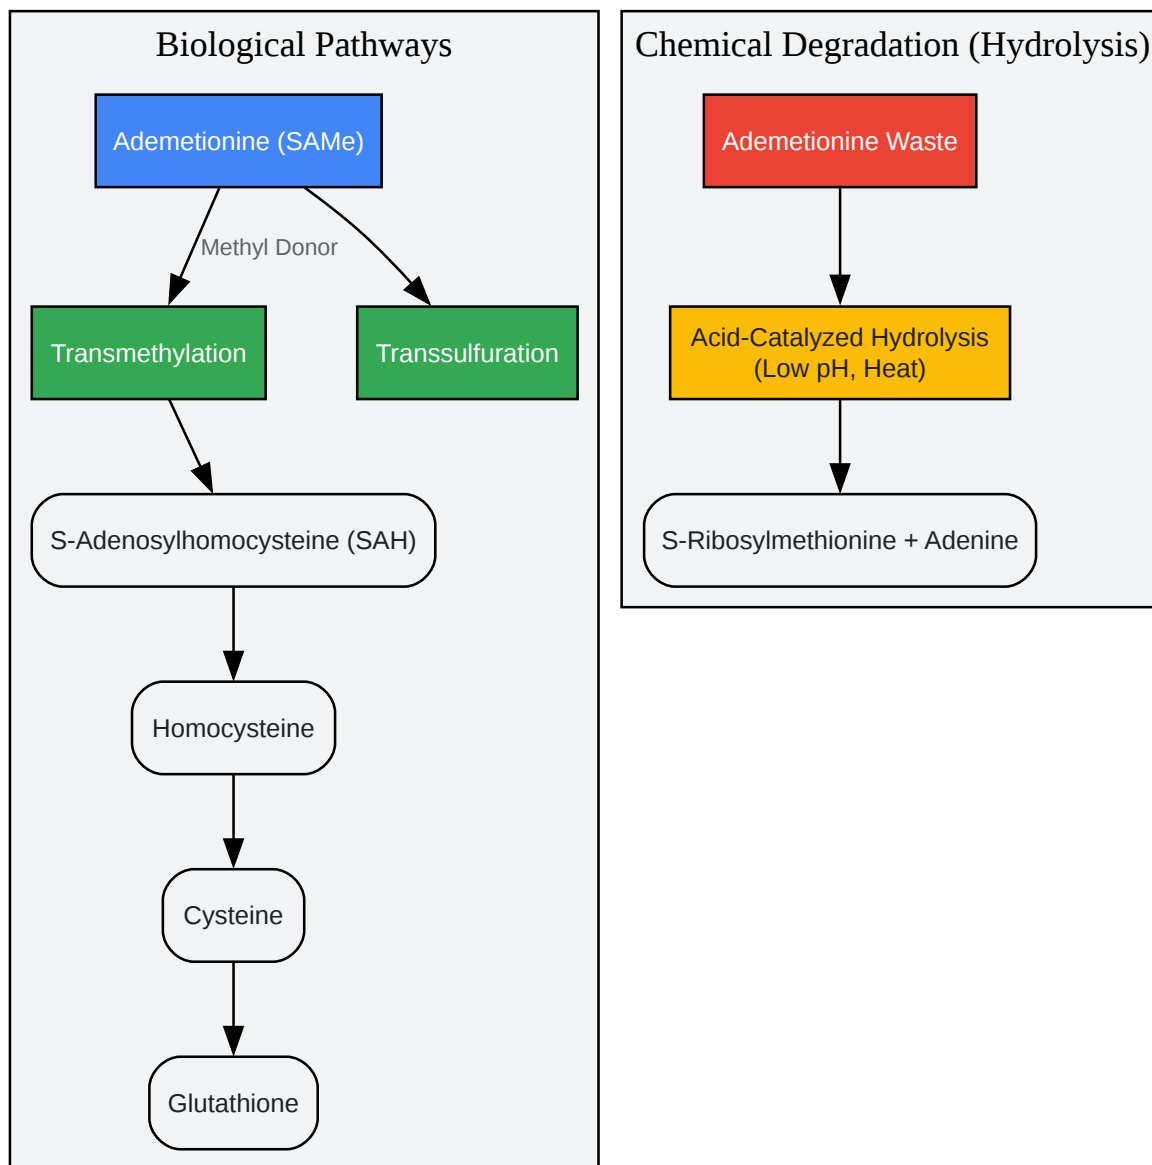 Biological Pathways
Ademetionine (SAMe)
Methyl Donor
Transmethylation
Transsulfuration
S-Adenosylhomocysteine (SAH)
Homocysteine
Cysteine
Glutathione
Chemical Degradation (Hydrolysis)
Ademetionine Waste
Acid-Catalyzed Hydrolysis
(Low pH, Heat)
S-Ribosylmethionine + Adenine